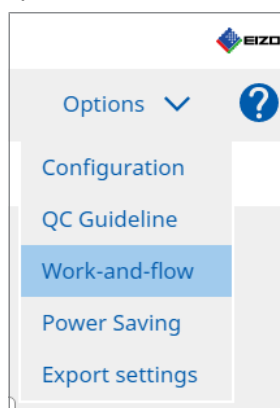 EIZO
Options
?
Configuration
QC Guideline
Work-and-flow
Power Saving
Export settings